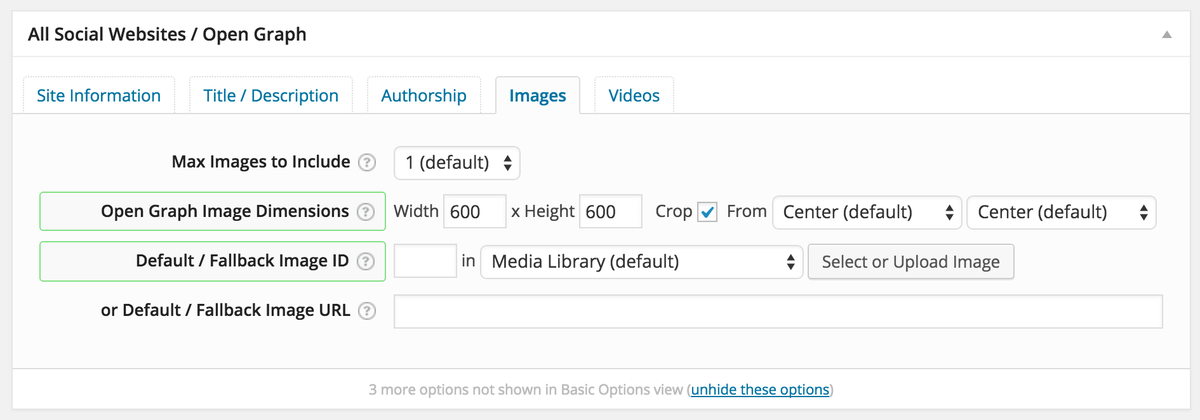 All Social Websites / Open Graph
Site Information Title / Description Authorship Images Videos
Max Images to Include ? 1 (default)
Open Graph Image Dimensions ? Width 600 x Height 600 Crop From Center (default) Center (default)
Default / Fallback Image ID ? in Media Library (default) Select or Upload Image
or Default / Fallback Image URL ?
3 more options not shown in Basic Options view (unhide these options)